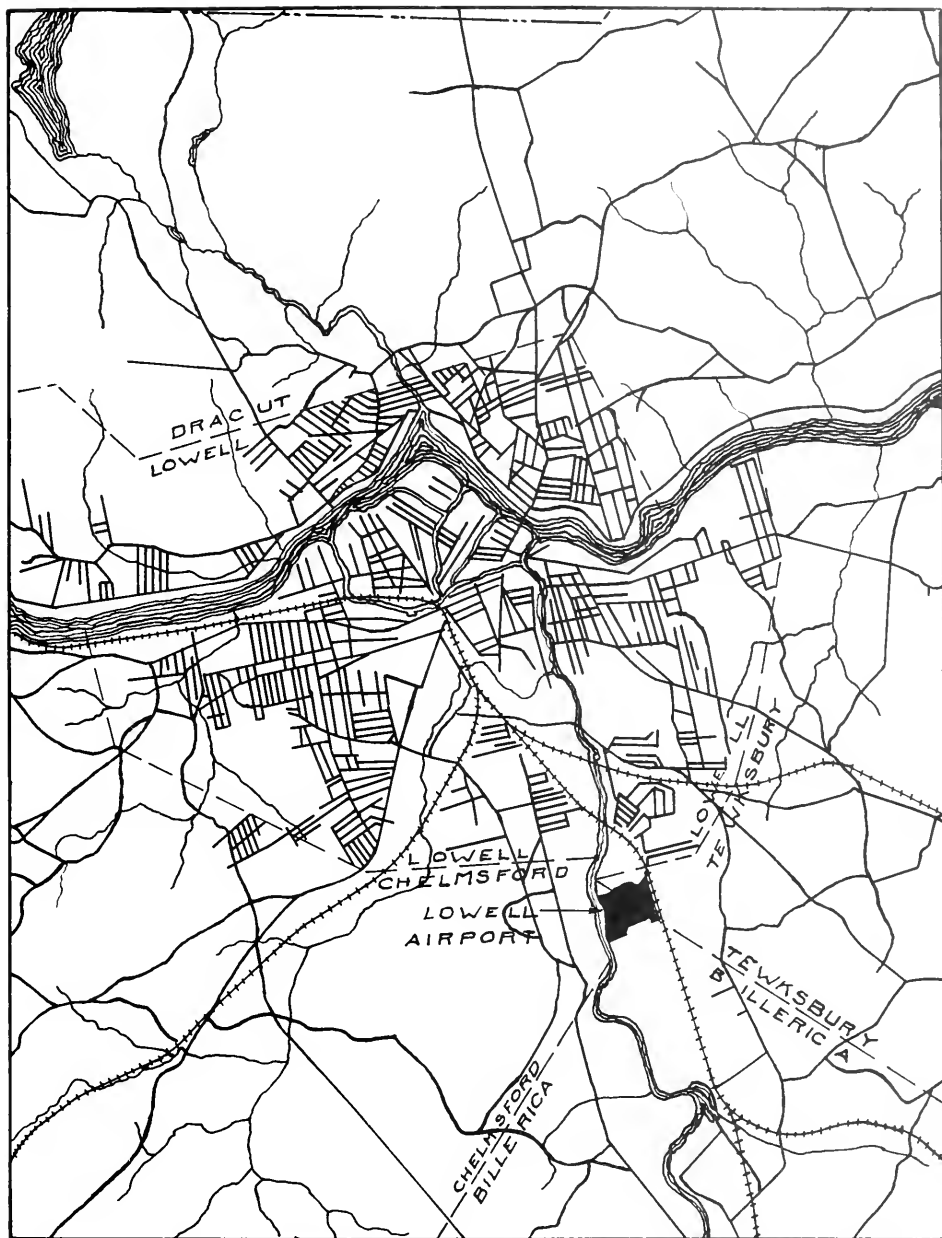 DRACUT
LOWELL
LOWELL
TEWKSBURY
LOWELL
CHELMSFORD
LOWELL
AIRPORT
TEWKSBURY
BILLERICA
CHELMSFORD
BILLERICA